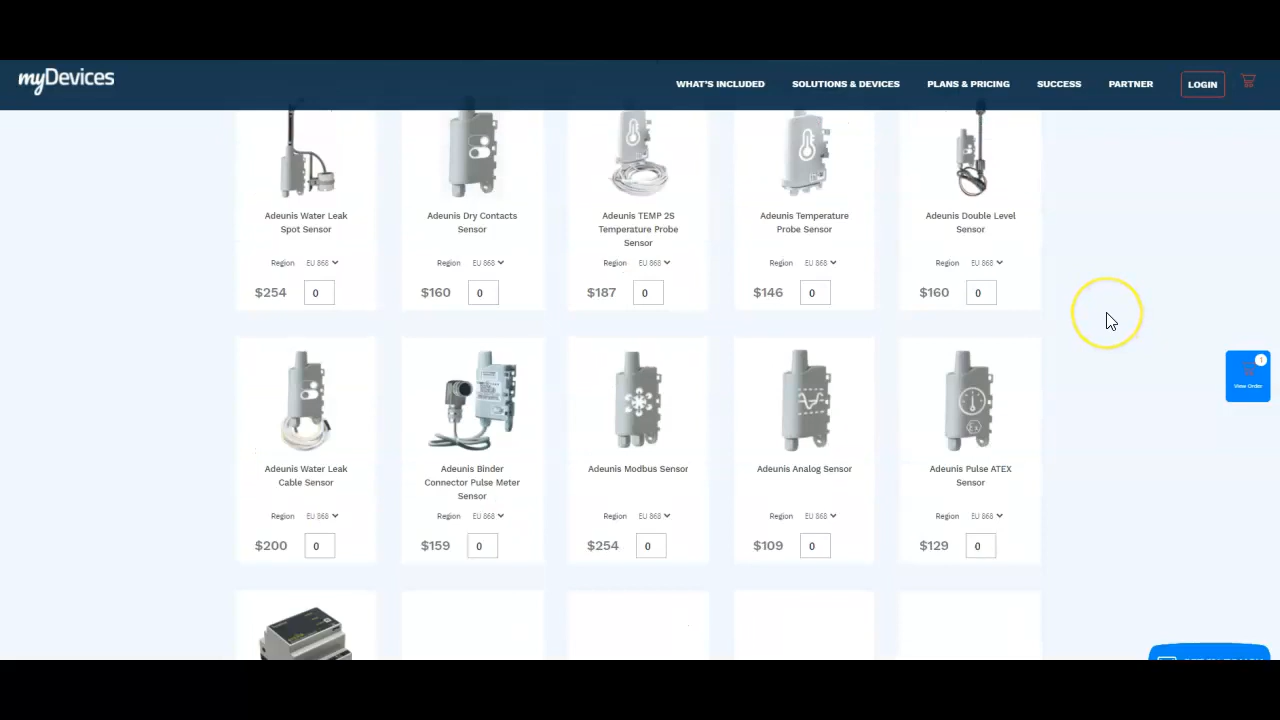 myDevices
WHAT'S INCLUDED SOLUTIONS & DEVICES PLANS & PRICING SUCCESS PARTNER LOGIN
Adeunis Water Leak
Spot Sensor
Region EU 868
$254 0
Adeunis Dry Contacts
Sensor
Region EU 868
$160 0
Adeunis TEMP 2S
Temperature Probe
Sensor
Region EU 868
$187 0
Adeunis Temperature
Probe Sensor
Region EU 868
$146 0
Adeunis Double Level
Sensor
Region EU 868
$160 0
1
View Order
Adeunis Water Leak
Cable Sensor
Region EU 868
$200 0
Adeunis Binder
Connector Pulse Meter
Sensor
Region EU 868
$159 0
Adeunis Modbus Sensor
Region EU 868
$254 0
Adeunis Analog Sensor
Region EU 868
$109 0
Adeunis Pulse ATEX
Sensor
Region EU 868
$129 0